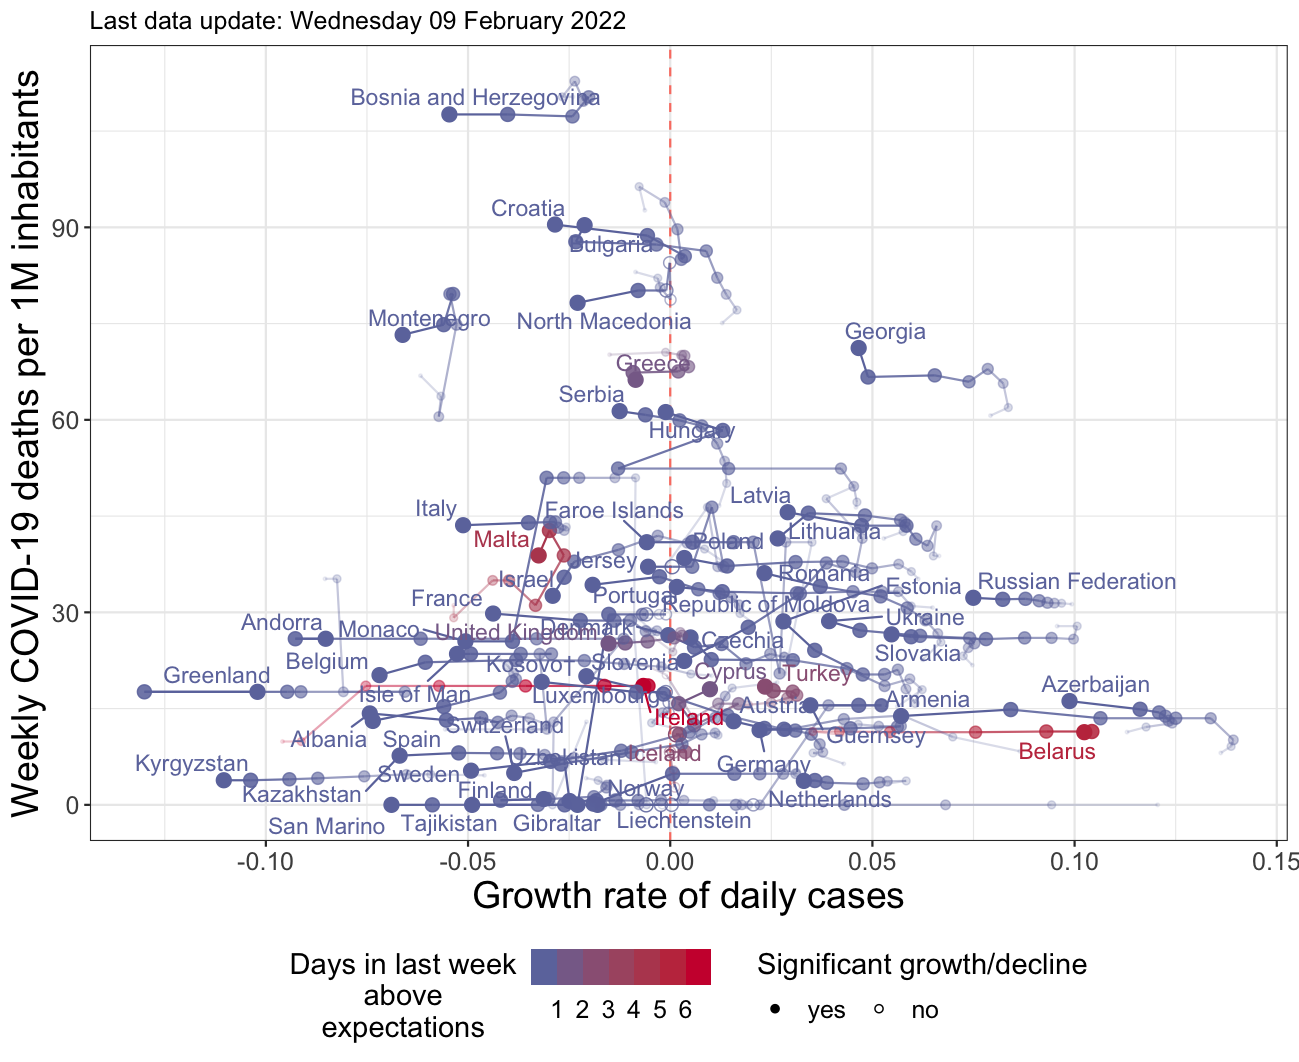 Last data update: Wednesday 09 February 2022
Weekly COVID-19 deaths per 1M inhabitants
Bosnia and Herzegovina
Croatia
90
Bulgaria
Montenegro
North Macedonia
Georgia
Greece
Serbia
60
Hungary
Latvia
Italy
Faroe Islands
Lithuania
Malta
Poland
Jersey
Israel
Romania
Estonia
Russian Federation
France
Portugal
Republic of Moldova
30
Andorra
Monaco
United Kingdom
Denmark
Ukraine
Czechia
Belgium
Kosovo
Slovenia
Slovakia
Greenland
Isle of Man
Luxembourg
Cyprus
Turkey
Azerbaijan
Armenia
Austria
Ireland
Albania
Spain
Switzerland
Guernsey
Belarus
Kyrgyzstan
Uzbekistan
Iceland
Germany
Sweden
Kazakhstan
Finland
Norway
Netherlands
0
San Marino
Tajikistan
Gibraltar
Liechtenstein
-0.10
-0.05
0.00
0.05
0.10
0.15
Growth rate of daily cases
Days in last week
above
expectations
1 2 3 4 5 6
Significant growth/decline
yes
no